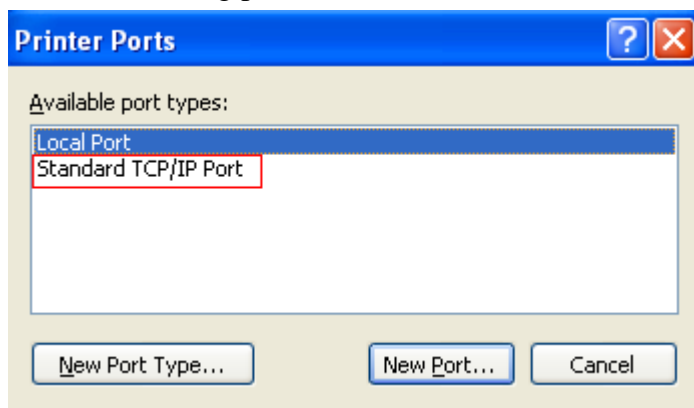 Printer Ports
Available port types:
Local Port
Standard TCP/IP Port
New Port Type...
New Port...
Cancel